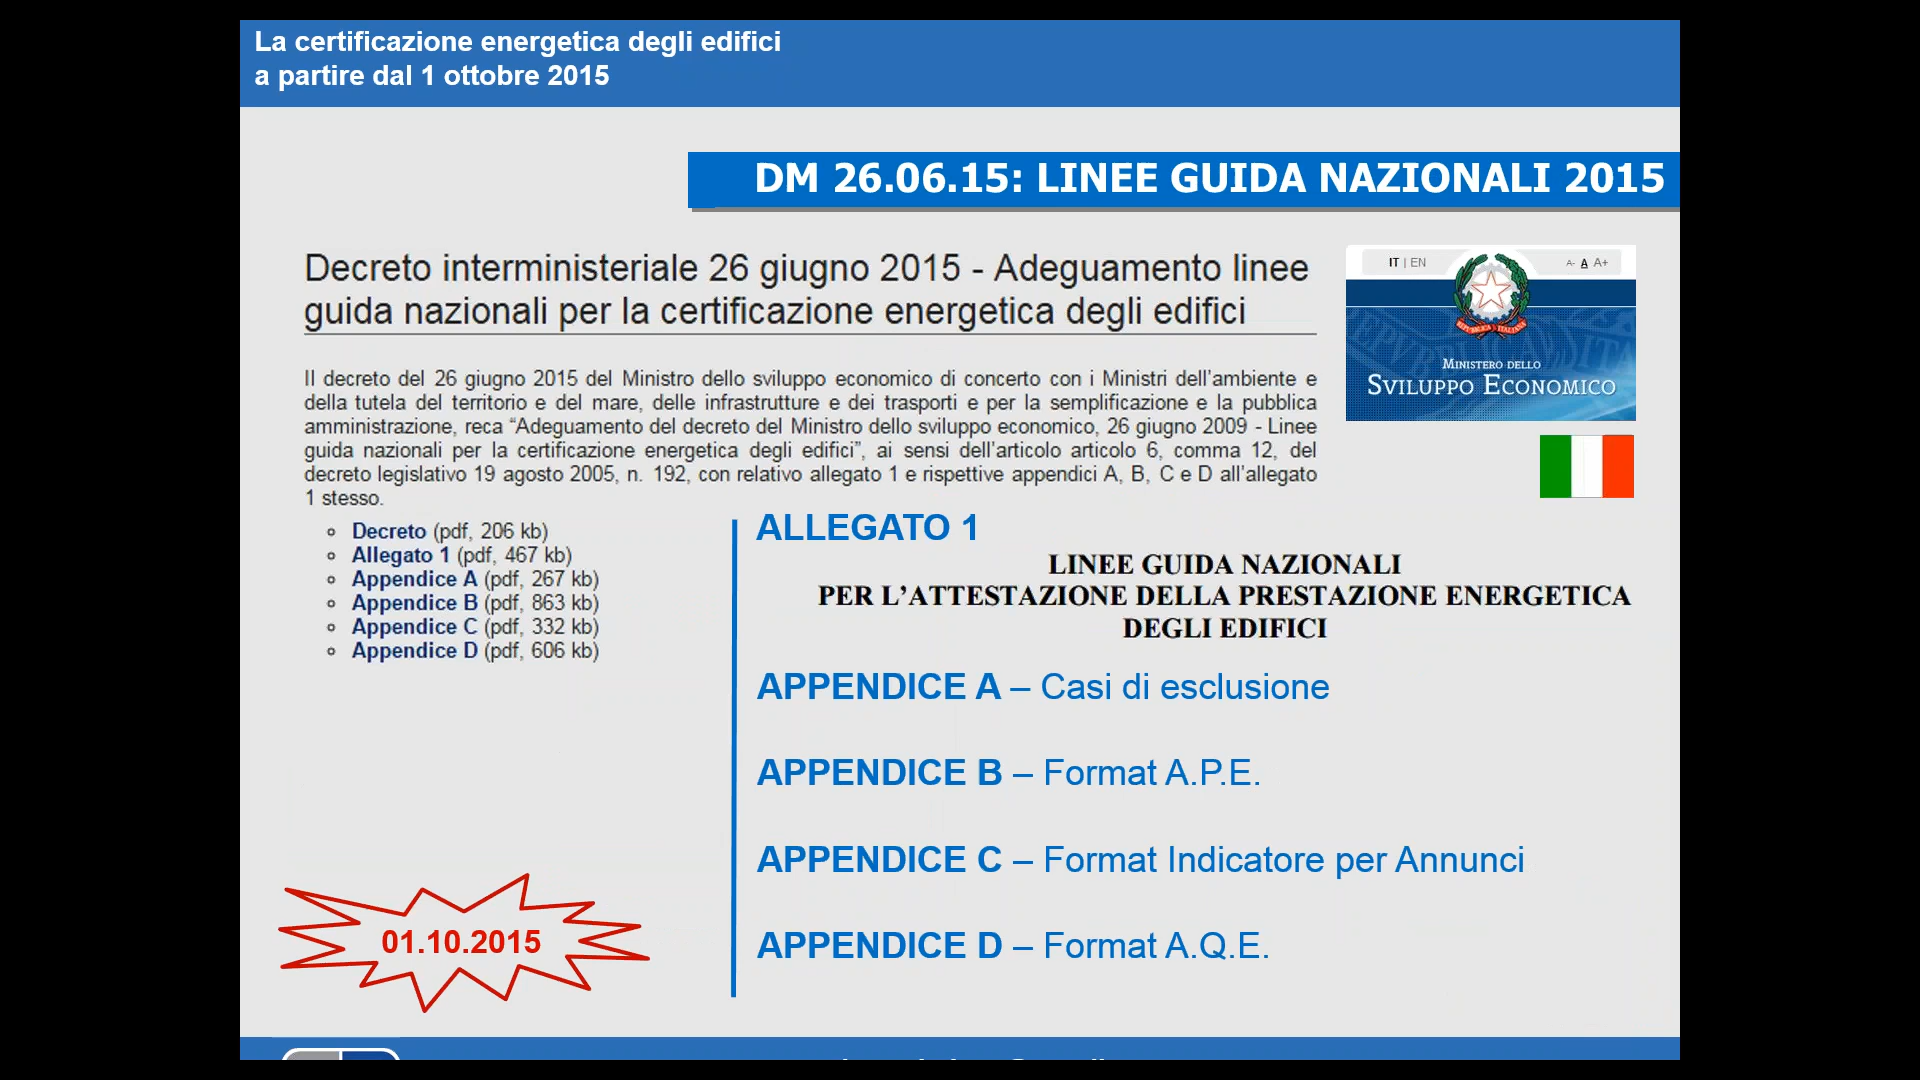 La certificazione energetica degli edifici
a partire dal 1 ottobre 2015
DM 26.06.15: LINEE GUIDA NAZIONALI 2015
Decreto interministeriale 26 giugno 2015 - Adeguamento linee
guida nazionali per la certificazione energetica degli edifici
IT | EN
A- A A+
REPUBBLICA ITALIANA
MINISTERO DELLO
SVILUPPO ECONOMICO
Il decreto del 26 giugno 2015 del Ministro dello sviluppo economico di concerto con i Ministri dell'ambiente e
della tutela del territorio e del mare, delle infrastrutture e dei trasporti e per la semplificazione e la pubblica
amministrazione, reca “Adeguamento del decreto del Ministro dello sviluppo economico, 26 giugno 2009 - Linee
guida nazionali per la certificazione energetica degli edifici”, ai sensi dell'articolo articolo 6, comma 12, del
decreto legislativo 19 agosto 2005, n. 192, con relativo allegato 1 e rispettive appendici A, B, C e D all'allegato
1 stesso.
Decreto (pdf, 206 kb)
Allegato 1 (pdf, 467 kb)
Appendice A (pdf, 267 kb)
Appendice B (pdf, 863 kb)
Appendice C (pdf, 332 kb)
Appendice D (pdf, 606 kb)
ALLEGATO 1
LINEE GUIDA NAZIONALI
PER L'ATTESTAZIONE DELLA PRESTAZIONE ENERGETICA
DEGLI EDIFICI
APPENDICE A – Casi di esclusione
APPENDICE B – Format A.P.E.
APPENDICE C – Format Indicatore per Annunci
APPENDICE D – Format A.Q.E.
01.10.2015